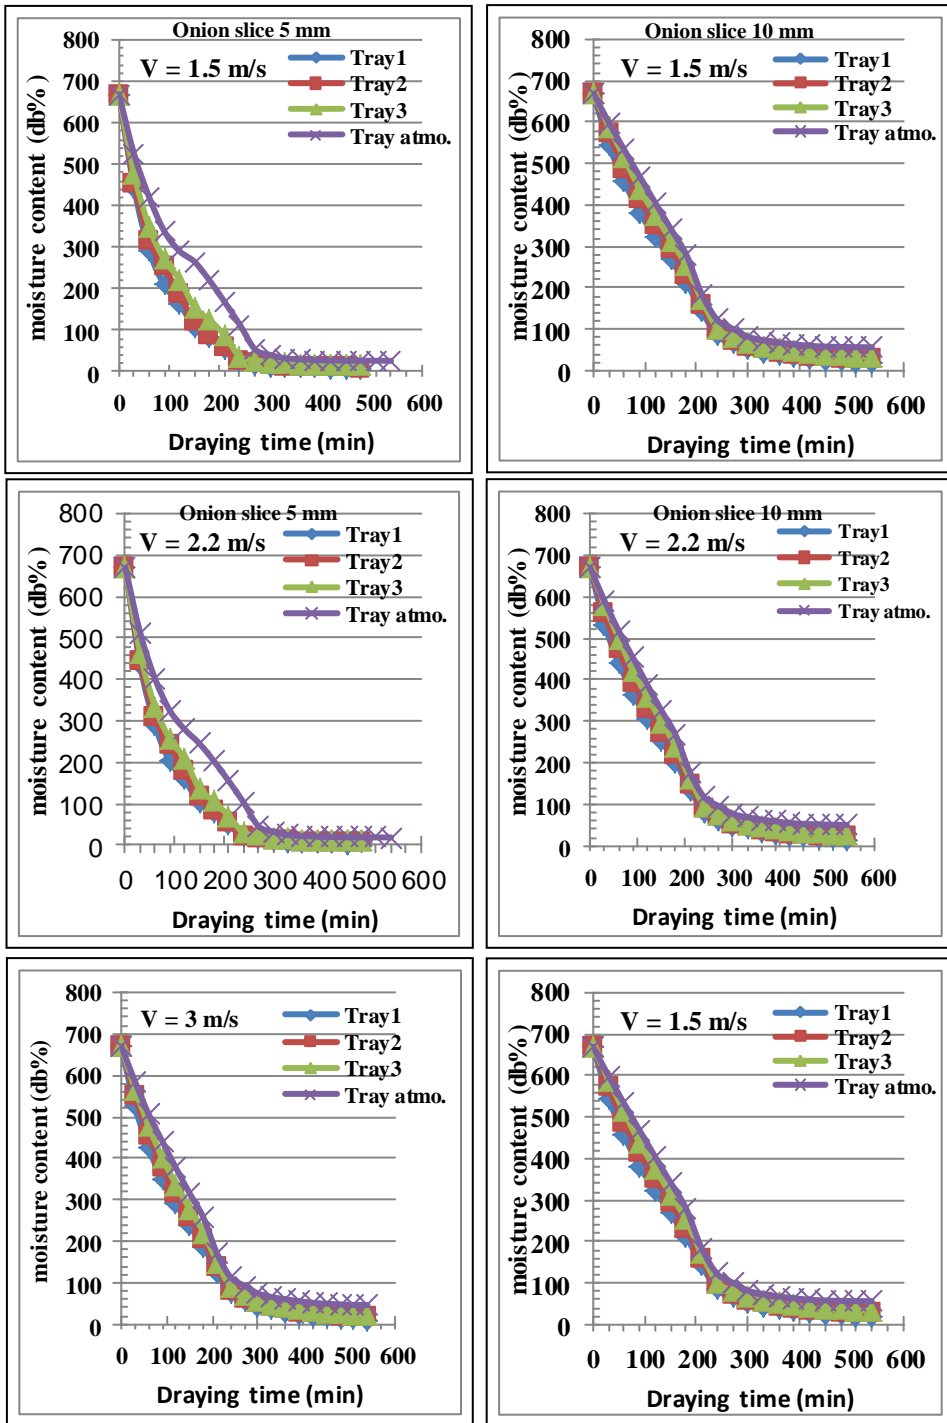 Onion slice 5 mm
V = 1.5 m/s
Tray1
Tray2
Tray3
Tray atmo.
moisture content (db% )
800
700
600
500
400
300
200
100
0
0 100 200 300 400 500 600
Draying time (min)
Onion slice 10 mm
V = 1.5 m/s
Tray1
Tray2
Tray3
Tray atmo.
moisture content (db% )
800
700
600
500
400
300
200
100
0
0 100 200 300 400 500 600
Draying time (min)
Onion slice 5 mm
V = 2.2 m/s
Tray1
Tray2
Tray3
Tray atmo.
moisture content (db%)
800
700
600
500
400
300
200
100
0
0 100 200 300 400 500 600
Draying time (min)
Onion slice 10 mm
V = 2.2 m/s
Tray1
Tray2
Tray3
Tray atmo.
moisture content (db%)
800
700
600
500
400
300
200
100
0
0 100 200 300 400 500 600
Draying time (min)
V = 3 m/s
Tray1
Tray2
Tray3
Tray atmo.
moisture content (db%)
800
700
600
500
400
300
200
100
0
0 100 200 300 400 500 600
Draying time (min)
V = 1.5 m/s
Tray1
Tray2
Tray3
Tray atmo.
moisture content (db%)
800
700
600
500
400
300
200
100
0
0 100 200 300 400 500 600
Draying time (min)